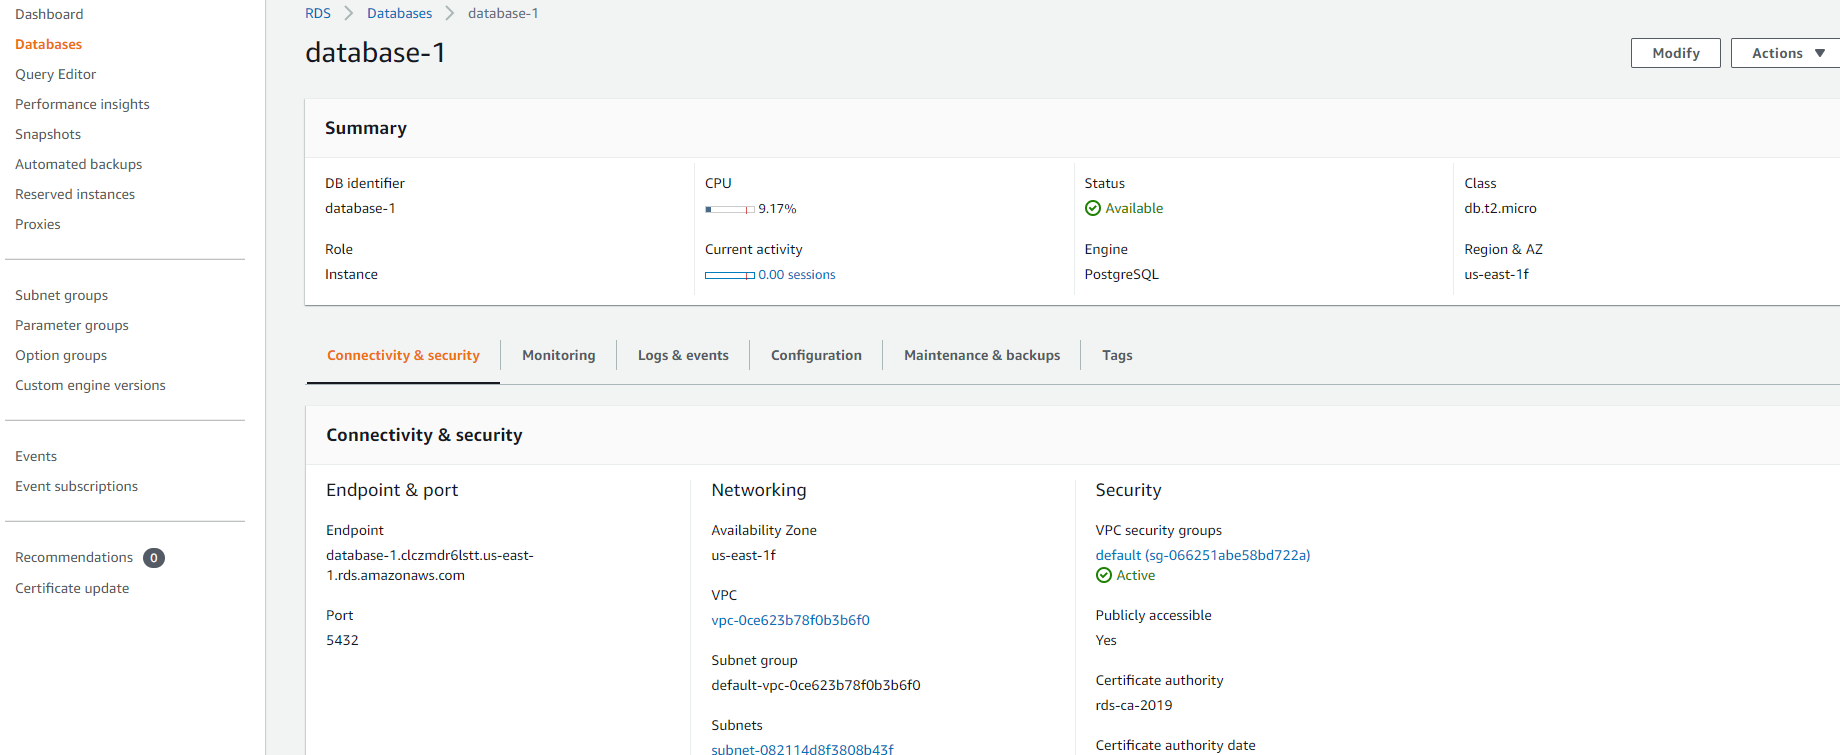 Dashboard
Databases
Query Editor
Performance insights
Snapshots
Automated backups
Reserved instances
Proxies
Subnet groups
Parameter groups
Option groups
Custom engine versions
Events
Event subscriptions
Recommendations 0
Certificate update
RDS Databases database-1
database-1
Modify Actions
Summary
DB identifier
database-1
Role
Instance
CPU
9.17%
Current activity
0.00 sessions
Status
Available
Engine
PostgreSQL
Class
db.t2.micro
Region & AZ
us-east-1f
Connectivity & security Monitoring Logs & events Configuration Maintenance & backups Tags
Connectivity & security
Endpoint & port
Endpoint
database-1.clczmdr6lstt.us-east-
1.rds.amazonaws.com
Port
5432
Networking
Availability Zone
us-east-1f
VPC
vpc-0ce623b78f0b3b6f0
Subnet group
default-vpc-0ce623b78f0b3b6f0
Subnets
subnet-082114d8f3808b43f
Security
VPC security groups
default (sg-066251abe58bd722a)
Active
Publicly accessible
Yes
Certificate authority
rds-ca-2019
Certificate authority date